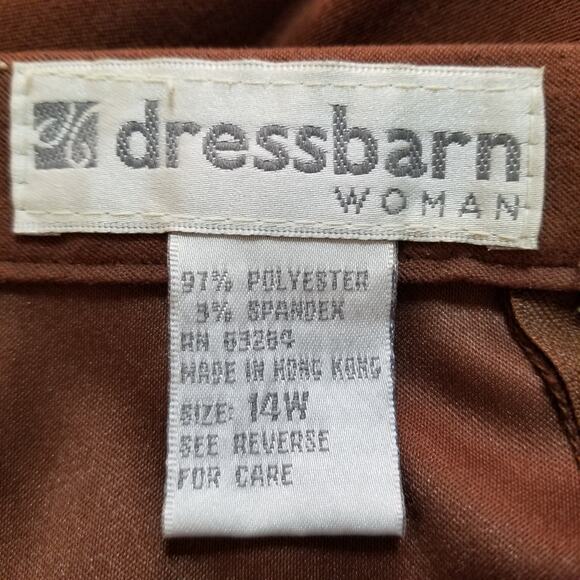 dressbarn
WOMAN
97% POLYESTER
3% SPANDEX
RN 63264
MADE IN HONG KONG
SIZE: 14W
SEE REVERSE
FOR CARE